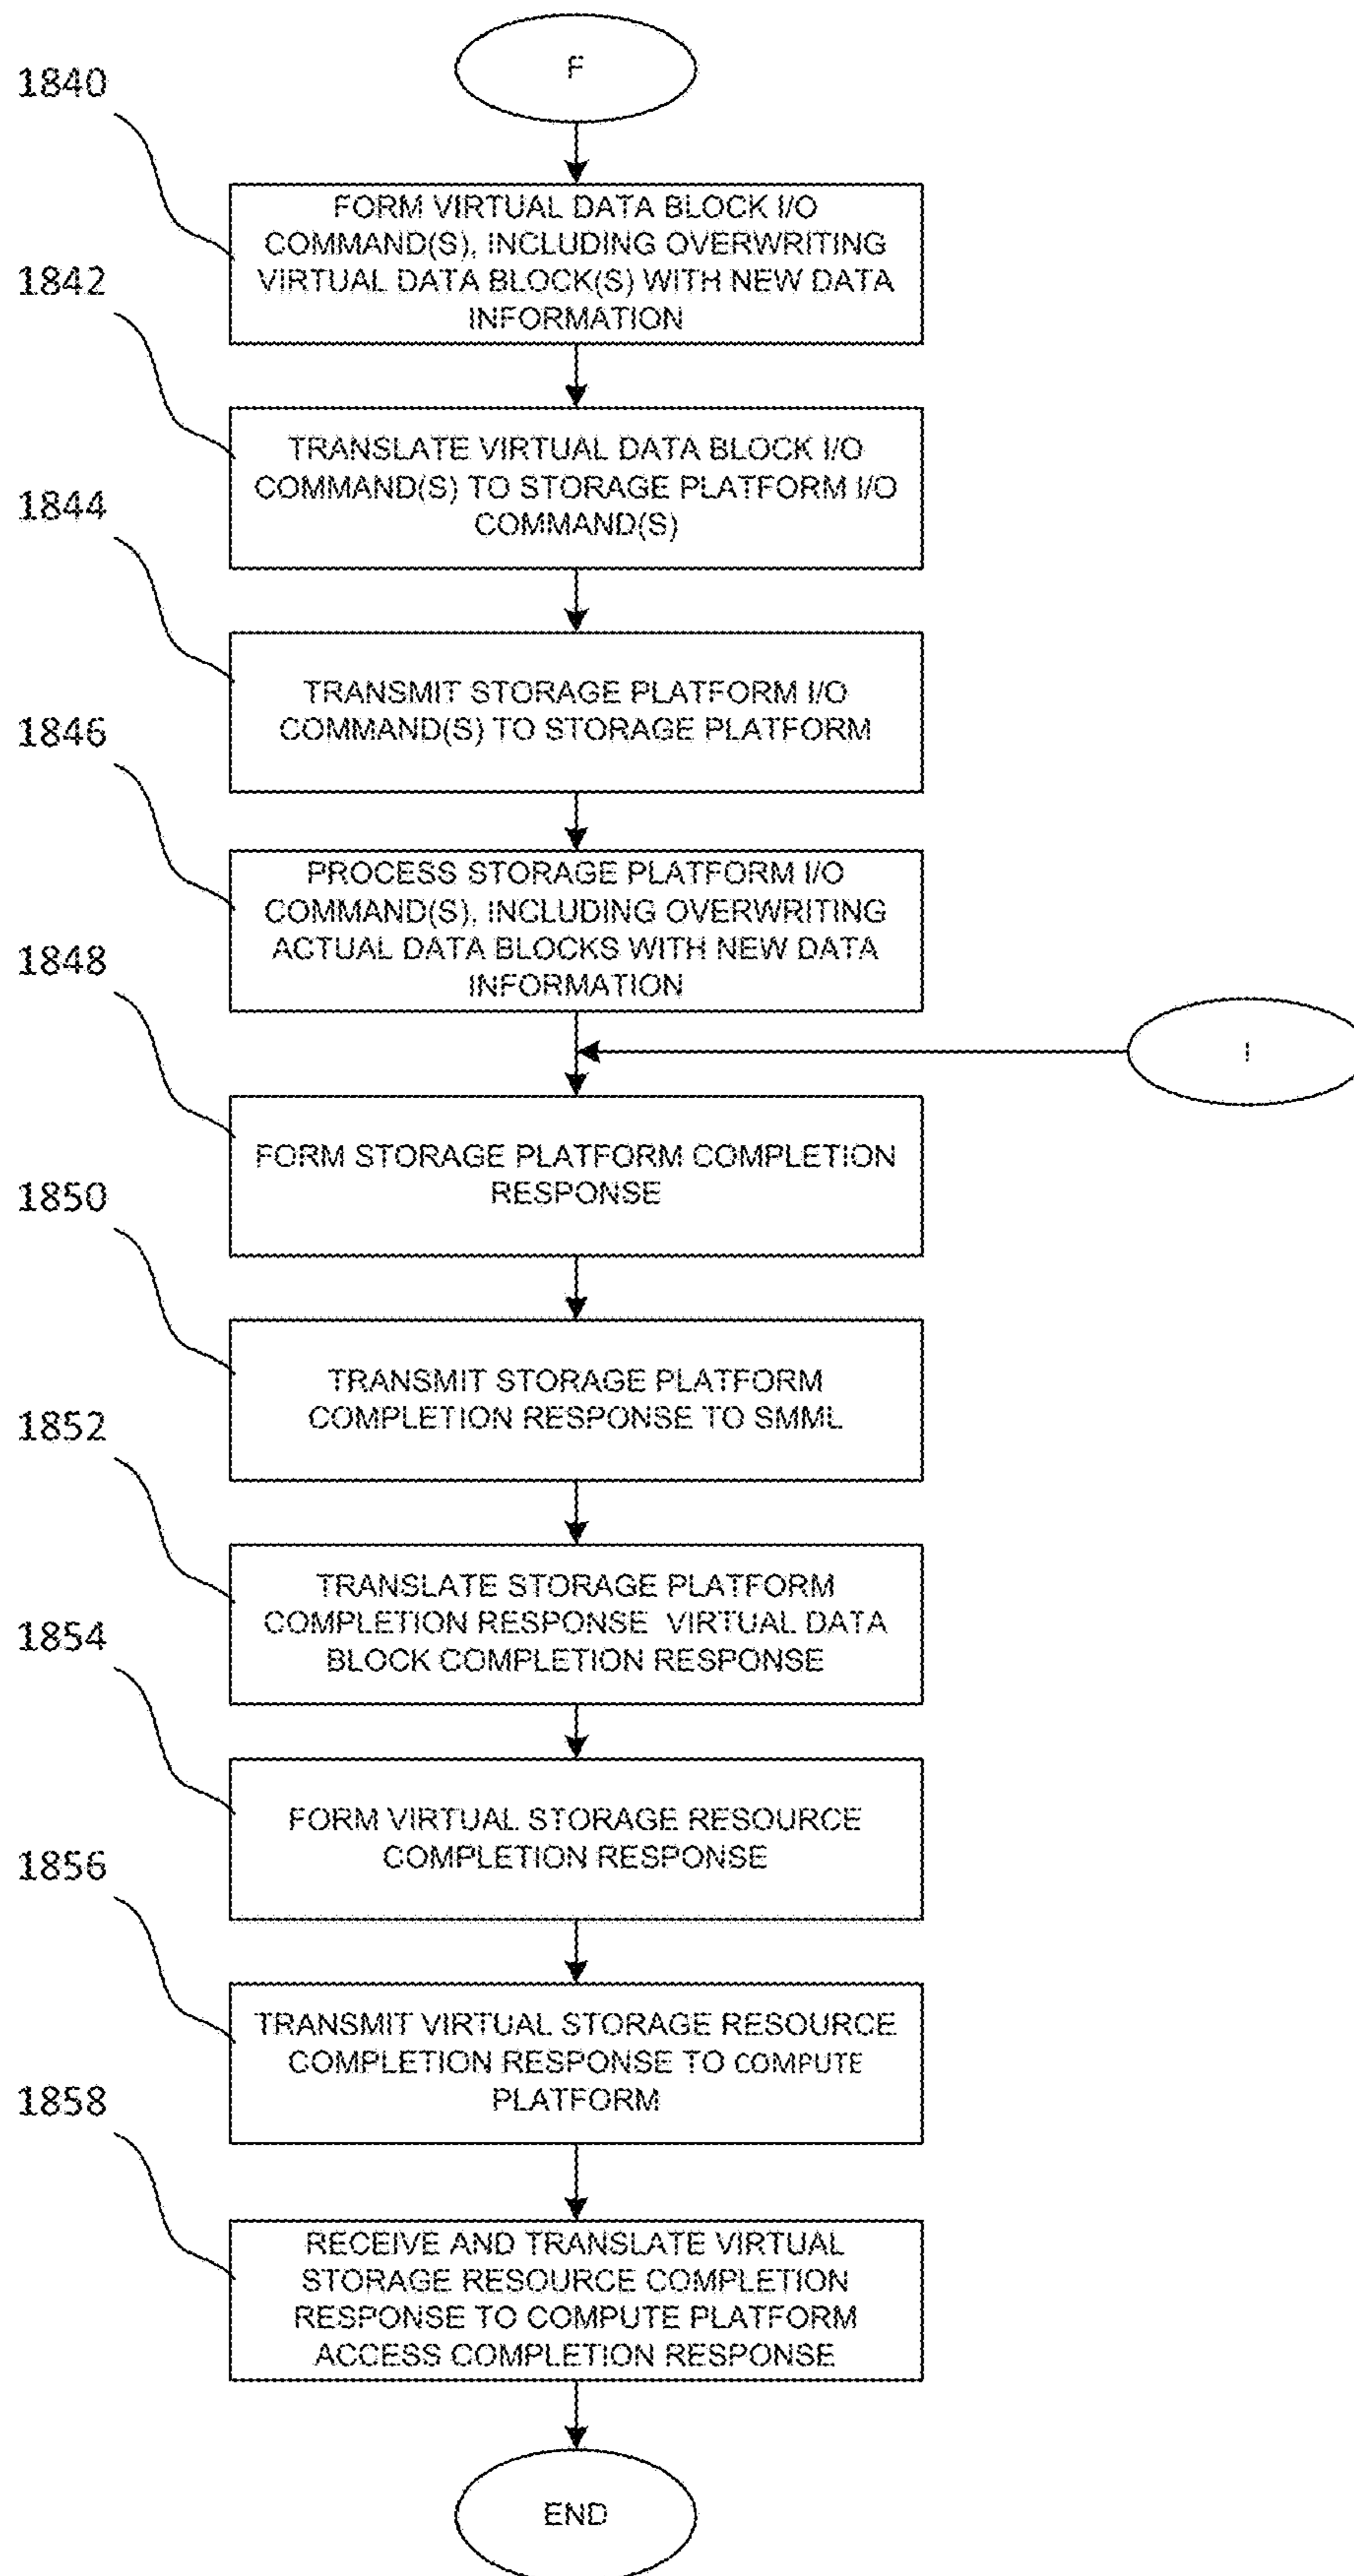 F
1840
FORM VIRTUAL DATA BLOCK I/O
COMMAND(S), INCLUDING OVERWRITING
VIRTUAL DATA BLOCK(S) WITH NEW DATA
INFORMATION
1842
TRANSLATE VIRTUAL DATA BLOCK I/O
COMMAND(S) TO STORAGE PLATFORM I/O
COMMAND(S)
1844
TRANSMIT STORAGE PLATFORM I/O
COMMAND(S) TO STORAGE PLATFORM
1846
PROCESS STORAGE PLATFORM I/O
COMMAND(S), INCLUDING OVERWRITING
ACTUAL DATA BLOCKS WITH NEW DATA
INFORMATION
I
1848
FORM STORAGE PLATFORM COMPLETION
RESPONSE
1850
TRANSMIT STORAGE PLATFORM
COMPLETION RESPONSE TO SMML
1852
TRANSLATE STORAGE PLATFORM
COMPLETION RESPONSE VIRTUAL DATA
BLOCK COMPLETION RESPONSE
1854
FORM VIRTUAL STORAGE RESOURCE
COMPLETION RESPONSE
1856
TRANSMIT VIRTUAL STORAGE RESOURCE
COMPLETION RESPONSE TO COMPUTE
PLATFORM
1858
RECEIVE AND TRANSLATE VIRTUAL
STORAGE RESOURCE COMPLETION
RESPONSE TO COMPUTE PLATFORM
ACCESS COMPLETION RESPONSE
END